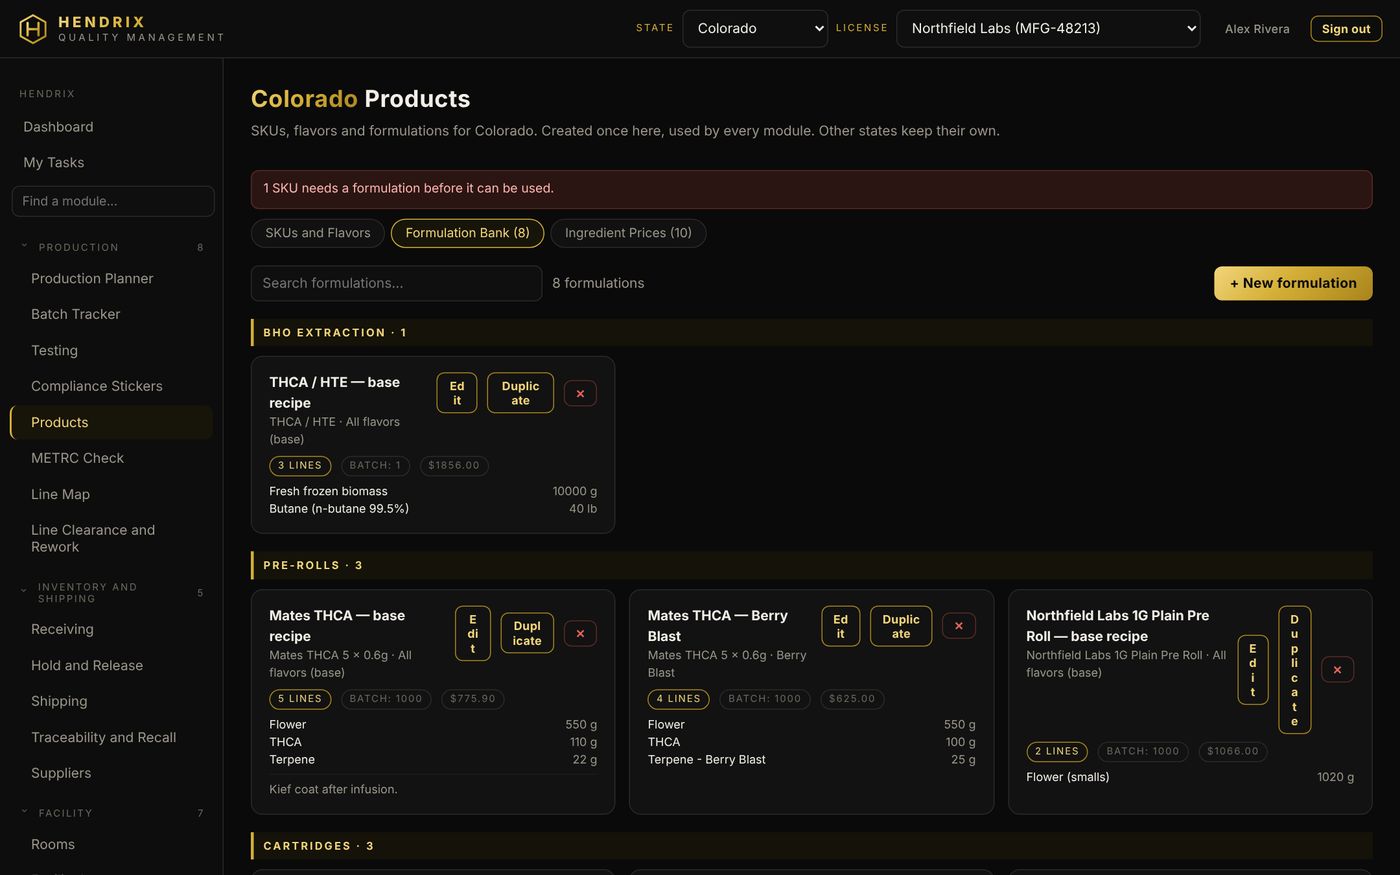 HENDRIX
QUALITY MANAGEMENT
STATE
Colorado
LICENSE
Northfield Labs (MFG-48213)
Alex Rivera
Sign out
HENDRIX
Dashboard
My Tasks
Find a module...
PRODUCTION 8
Production Planner
Batch Tracker
Testing
Compliance Stickers
Products
METRC Check
Line Map
Line Clearance and
Rework
INVENTORY AND
SHIPPING 5
Receiving
Hold and Release
Shipping
Traceability and Recall
Suppliers
FACILITY 7
Rooms
Colorado Products
SKUs, flavors and formulations for Colorado. Created once here, used by every module. Other states keep their own.
1 SKU needs a formulation before it can be used.
SKUs and Flavors
Formulation Bank (8)
Ingredient Prices (10)
Search formulations...
8 formulations
+ New formulation
BHO EXTRACTION · 1
THCA / HTE — base
recipe
THCA / HTE · All flavors
(base)
Ed
it
Duplic
ate
×
3 LINES
BATCH: 1
$1856.00
Fresh frozen biomass 10000 g
Butane (n-butane 99.5%) 40 lb
PRE-ROLLS · 3
Mates THCA — base
recipe
Mates THCA 5 × 0.6g · All
flavors (base)
E
di
t
Dupl
icate
×
5 LINES
BATCH: 1000
$775.90
Flower 550 g
THCA 110 g
Terpene 22 g
Kief coat after infusion.
Mates THCA — Berry
Blast
Mates THCA 5 × 0.6g · Berry
Blast
Ed
it
Duplic
ate
×
4 LINES
BATCH: 1000
$625.00
Flower 550 g
THCA 100 g
Terpene - Berry Blast 25 g
Northfield Labs 1G Plain Pre
Roll — base recipe
Northfield Labs 1G Plain Pre Roll · All
flavors (base)
E
d
i
t
D
u
p
l
i
c
a
t
e
×
2 LINES
BATCH: 1000
$1066.00
Flower (smalls) 1020 g
CARTRIDGES · 3